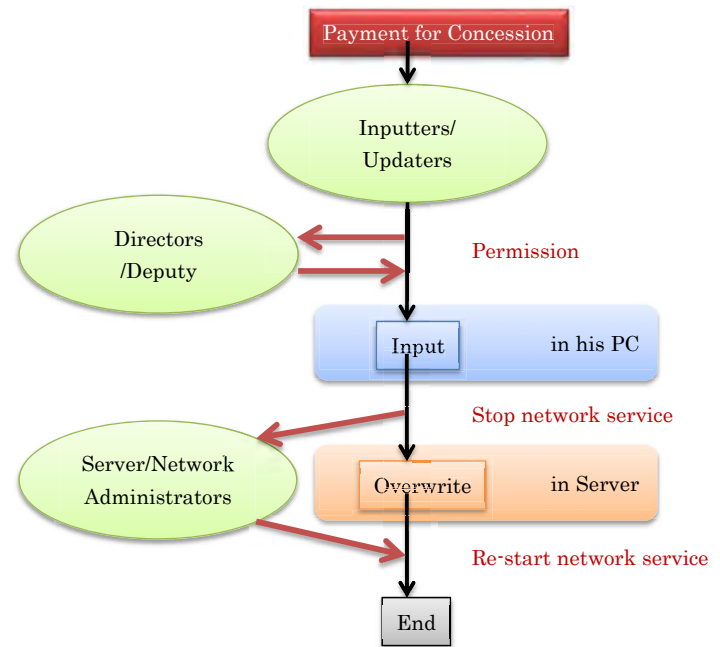 Payment for Concession
Inputters/
Updaters
Directors
/Deputy
Permission
Input
in his PC
Stop network service
Server/Network
Administrators
Overwrite
in Server
Re-start network service
End